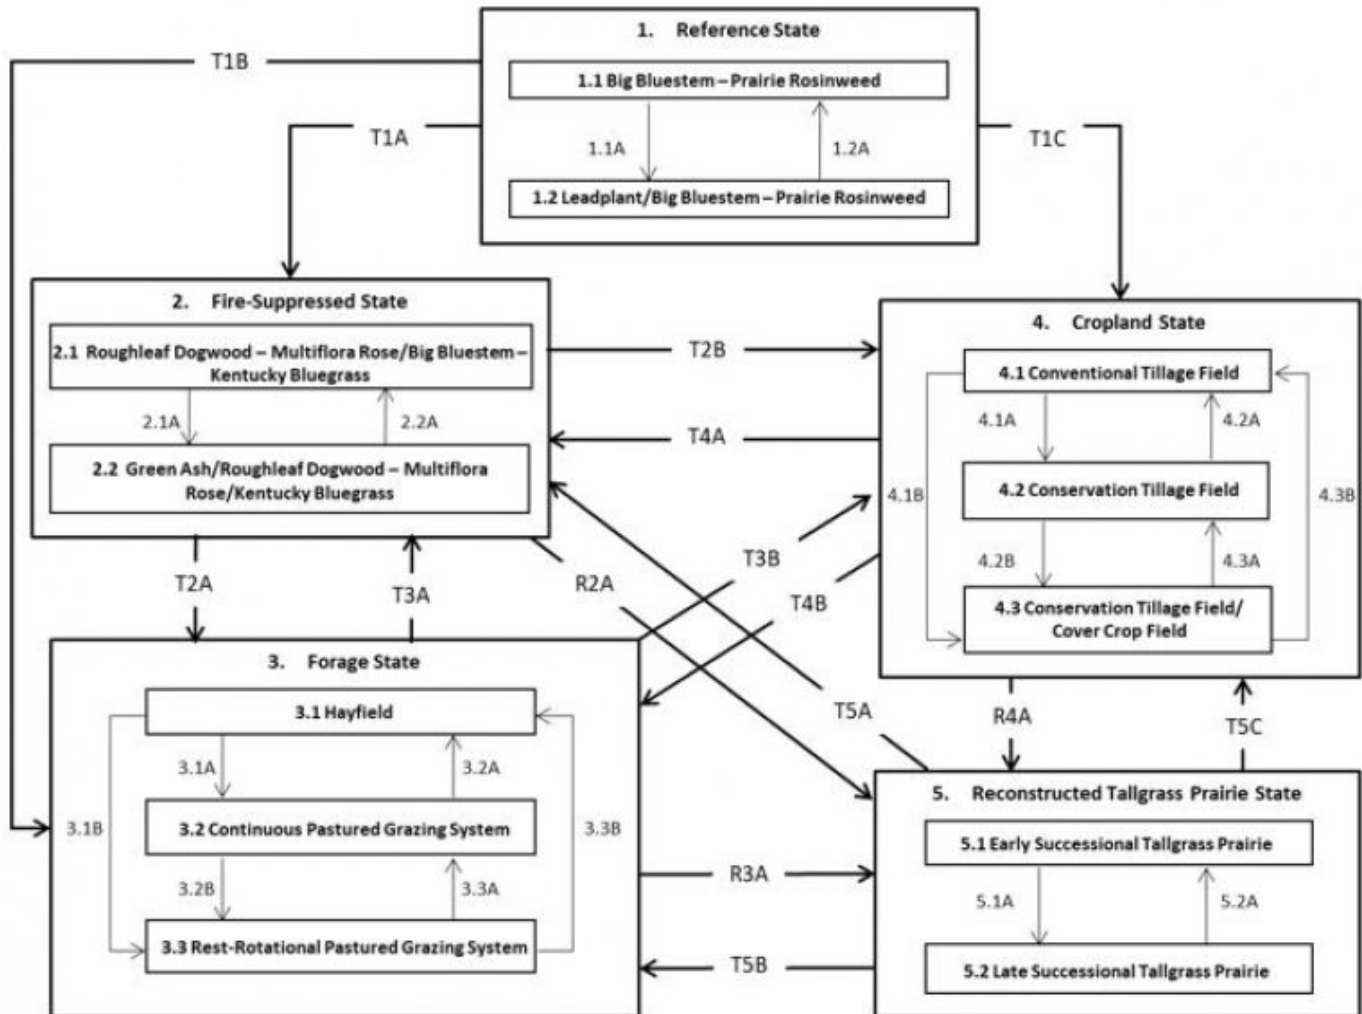 1. Reference State
T1B
1.1 Big Bluestem – Prairie Rosinweed
T1A
1.1A
1.2A
T1C
1.2 Leadplant/Big Bluestem – Prairie Rosinweed
2. Fire-Suppressed State
2.1 Roughleaf Dogwood – Multiflora Rose/Big Bluestem –
Kentucky Bluegrass
2.1A
2.2A
2.2 Green Ash/Roughleaf Dogwood – Multiflora
Rose/Kentucky Bluegrass
T2B
T4A
4. Cropland State
4.1 Conventional Tillage Field
4.1A
4.2A
4.2 Conservation Tillage Field
4.1B
4.3B
4.2B
4.3A
4.3 Conservation Tillage Field/
Cover Crop Field
T2A
T3A
R2A
T3B
T4B
T5A
R4A
T5C
3. Forage State
3.1 Hayfield
3.1A
3.2A
3.2 Continuous Pastured Grazing System
3.1B
3.3B
3.2B
3.3A
3.3 Rest-Rotational Pastured Grazing System
R3A
T5B
5. Reconstructed Tallgrass Prairie State
5.1 Early Successional Tallgrass Prairie
5.1A
5.2A
5.2 Late Successional Tallgrass Prairie